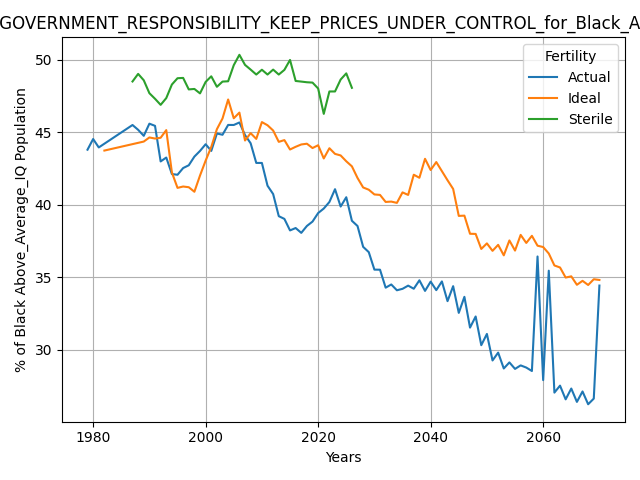 GOVERNMENT_RESPONSIBILITY_KEEP_PRICES_UNDER_CONTROL_for_Black_A
Fertility
Actual
Ideal
Sterile
% of Black Above_Average_IQ Population
50
45
40
35
30
1980
2000
2020
2040
2060
Years